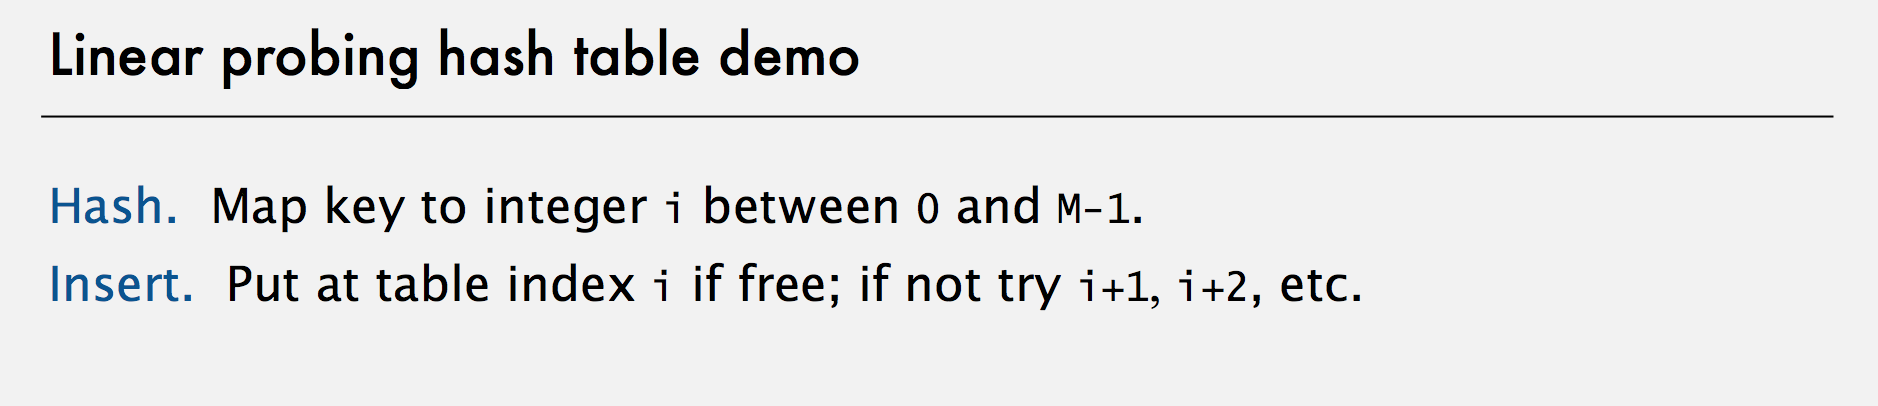 Linear probing hash table demo
Hash. Map key to integer i between 0 and M-1.
Insert. Put at table index i if free; if not try i+1, i+2, etc.